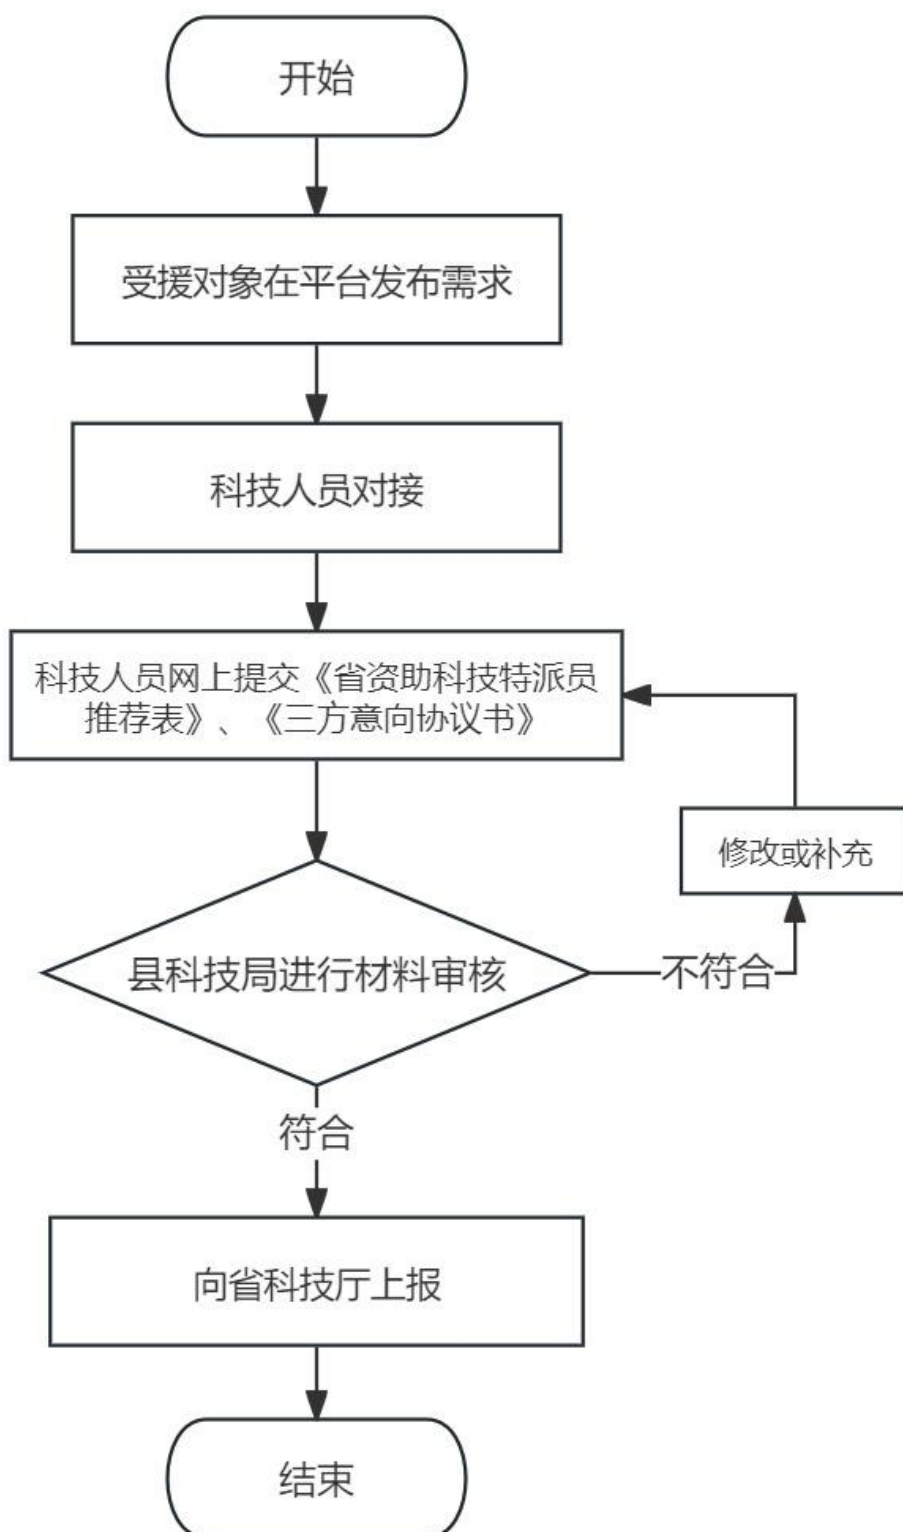 开始
受援对象在平台发布需求
科技人员对接
科技人员网上提交《省资助科技特派员
推荐表》、《三方意向协议书》
修改或补充
县科技局进行材料审核
不符合
符合
向省科技厅上报
结束